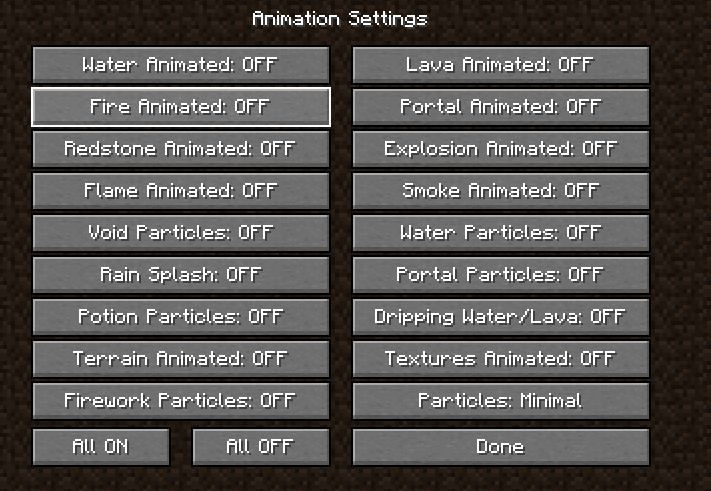 Animation Settings
Water Animated: OFF
Lava Animated: OFF
Fire Animated: OFF
Portal Animated: OFF
Redstone Animated: OFF
Explosion Animated: OFF
Flame Animated: OFF
Smoke Animated: OFF
Void Particles: OFF
Water Particles: OFF
Rain Splash: OFF
Portal Particles: OFF
Potion Particles: OFF
Dripping Water/Lava: OFF
Terrain Animated: OFF
Textures Animated: OFF
Firework Particles: OFF
Particles: Minimal
All ON
All OFF
Done